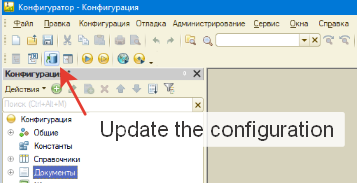 Конфигуратор - Конфигурация
Файл Правка Конфигурация Отладка Администрирование Сервис Окна Справка
Конфигурация
Действия
Поиск (Ctrl+Alt+M)
Конфигурация
Общие
Константы
Справочники
Документы
Update the configuration